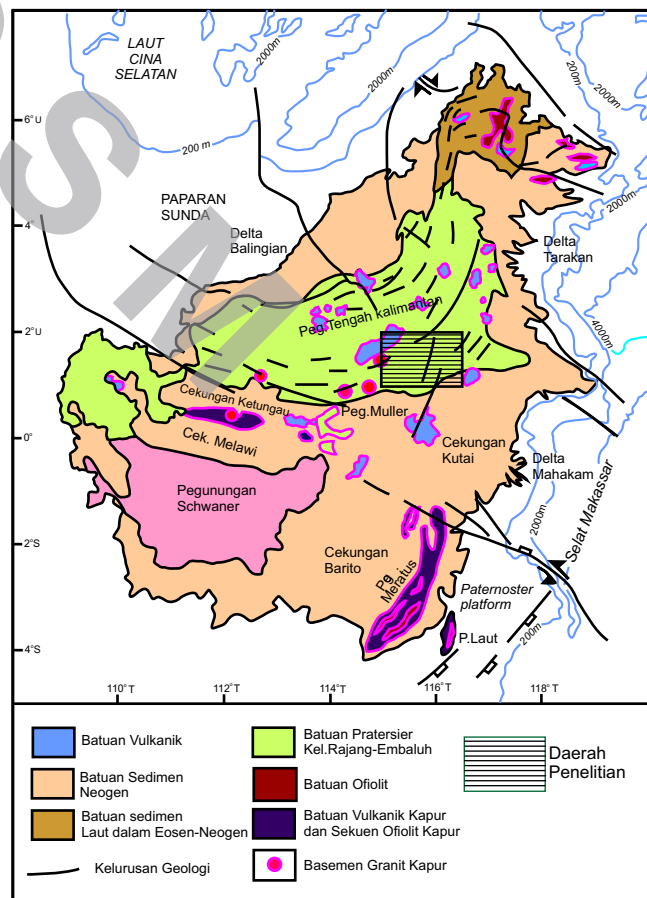 LAUT
CINA
SELATAN
2000m
2000m
200m
2000m
6°U
200 m
2000m
PAPARAN
SUNDA
Delta
Balingian
4°
Delta
Tarakan
4000m
Peg.Tengah kalimantan
2°U
Cekungan Ketungau
Peg.Muller
Cek. Melawi
0°
Cekungan
Kutai
Delta
Mahakam
Pegunungan
Schwaner
2000m
Selat Makassar
2°S
Cekungan
Barito
Pg
Meratus
Paternoster
platform
P.Laut
200m
4°S
110°T
112°T
114°T
116°T
118°T
Batuan Vulkanik
Batuan Sedimen
Neogen
Batuan sedimen
Laut dalam Eosen-Neogen
Kelurusan Geologi
Batuan Pratersier
Kel.Rajang-Embaluh
Batuan Ofiolit
Batuan Vulkanik Kapur
dan Sekuen Ofiolit Kapur
Basemen Granit Kapur
Daerah
Penelitian
S
M